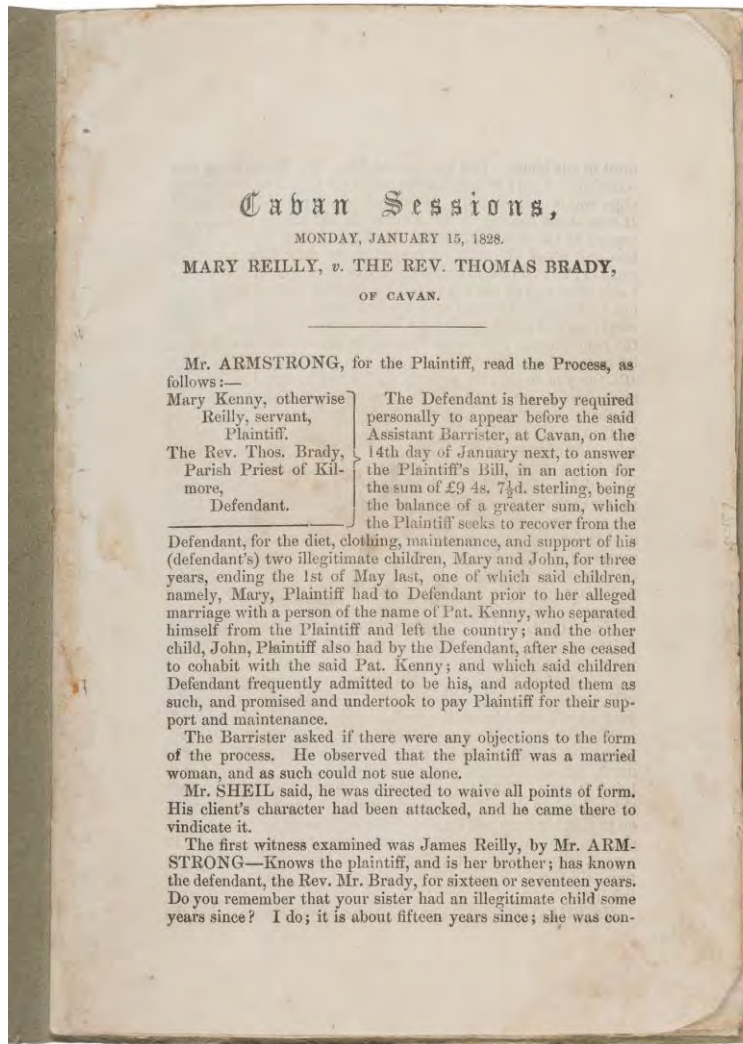 Cavan Sessions,
MONDAY, JANUARY 15, 1828.
MARY REILLY, v. THE REV. THOMAS BRADY,
OF CAVAN.
Mr. ARMSTRONG, for the Plaintiff, read the Process, as
follows:—
Mary Kenny, otherwise
Reilly, servant,
Plaintiff.
The Rev. Thos. Brady,
Parish Priest of Kil-
more,
Defendant.
The Defendant is hereby required
personally to appear before the said
Assistant Barrister, at Cavan, on the
14th day of January next, to answer
the Plaintiff's Bill, in an action for
the sum of £9 4s. 7½d. sterling, being
the balance of a greater sum, which
the Plaintiff seeks to recover from the
Defendant, for the diet, clothing, maintenance, and support of his
(defendant's) two illegitimate children, Mary and John, for three
years, ending the 1st of May last, one of which said children,
namely, Mary, Plaintiff had to Defendant prior to her alleged
marriage with a person of the name of Pat. Kenny, who separated
himself from the Plaintiff and left the country; and the other
child, John, Plaintiff also had by the Defendant, after she ceased
to cohabit with the said Pat. Kenny; and which said children
Defendant frequently admitted to be his, and adopted them as
such, and promised and undertook to pay Plaintiff for their sup-
port and maintenance.
The Barrister asked if there were any objections to the form
of the process. He observed that the plaintiff was a married
woman, and as such could not sue alone.
Mr. SHEIL said, he was directed to waive all points of form.
His client's character had been attacked, and he came there to
vindicate it.
The first witness examined was James Reilly, by Mr. ARM-
STRONG—Knows the plaintiff, and is her brother; has known
the defendant, the Rev. Mr. Brady, for sixteen or seventeen years.
Do you remember that your sister had an illegitimate child some
years since? I do; it is about fifteen years since; she was con-